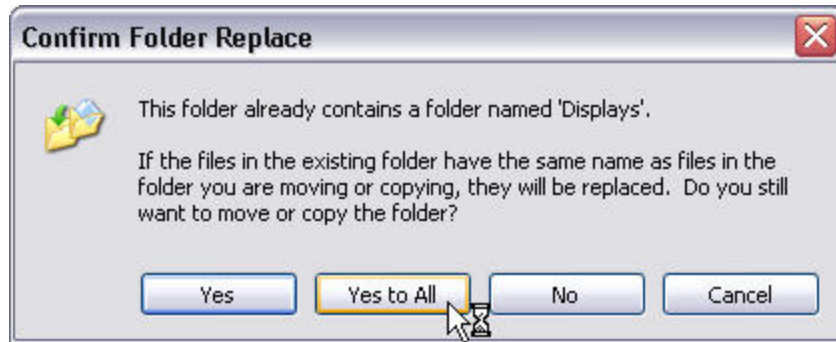 Confirm Folder Replace
This folder already contains a folder named 'Displays'.
If the files in the existing folder have the same name as files in the
folder you are moving or copying, they will be replaced.  Do you still
want to move or copy the folder?
Yes Yes to All No Cancel